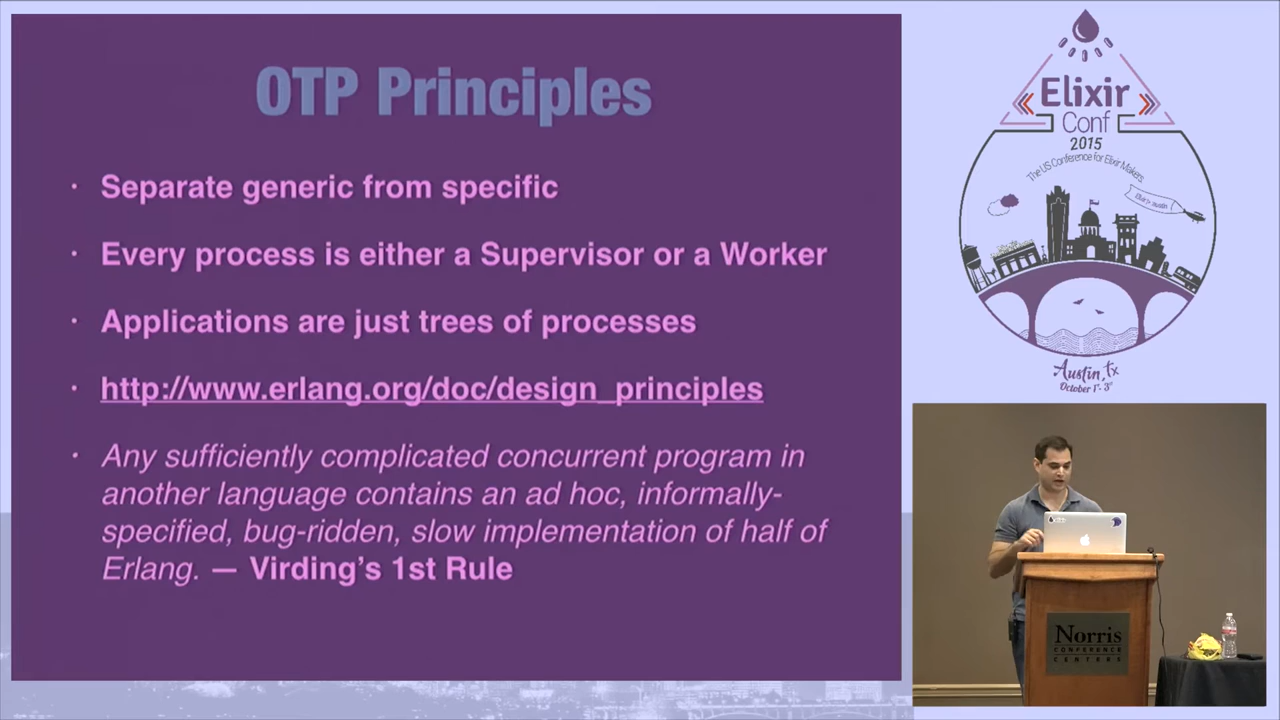 OTP Principles
· Separate generic from specific
· Every process is either a Supervisor or a Worker
· Applications are just trees of processes
· http://www.erlang.org/doc/design_principles
· Any sufficiently complicated concurrent program in
another language contains an ad hoc, informally-
specified, bug-ridden, slow implementation of half of
Erlang. — Virding’s 1st Rule
Elixir
Conf
2015
The US Conference for Elixir Makers
Austin, Tx
October 1st - 3rd
Norris
CONFERENCE
CENTERS